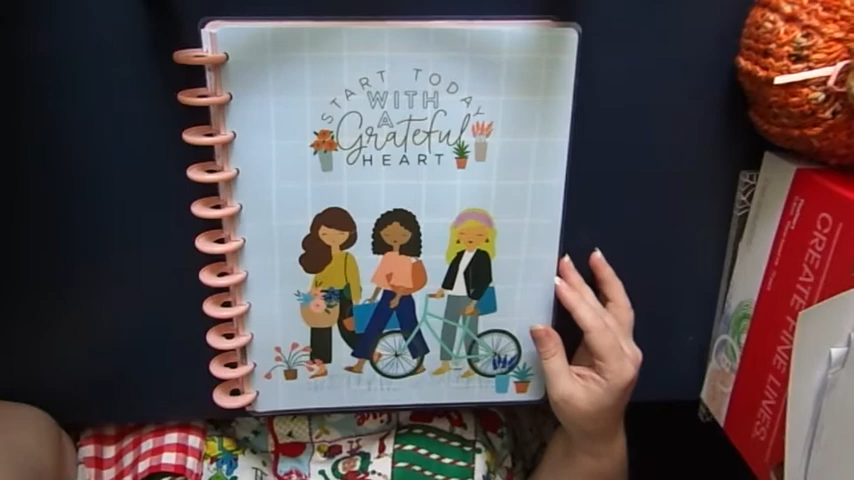 START TODAY
WITH
A
Grateful
HEART
CREATE FINE LINES.